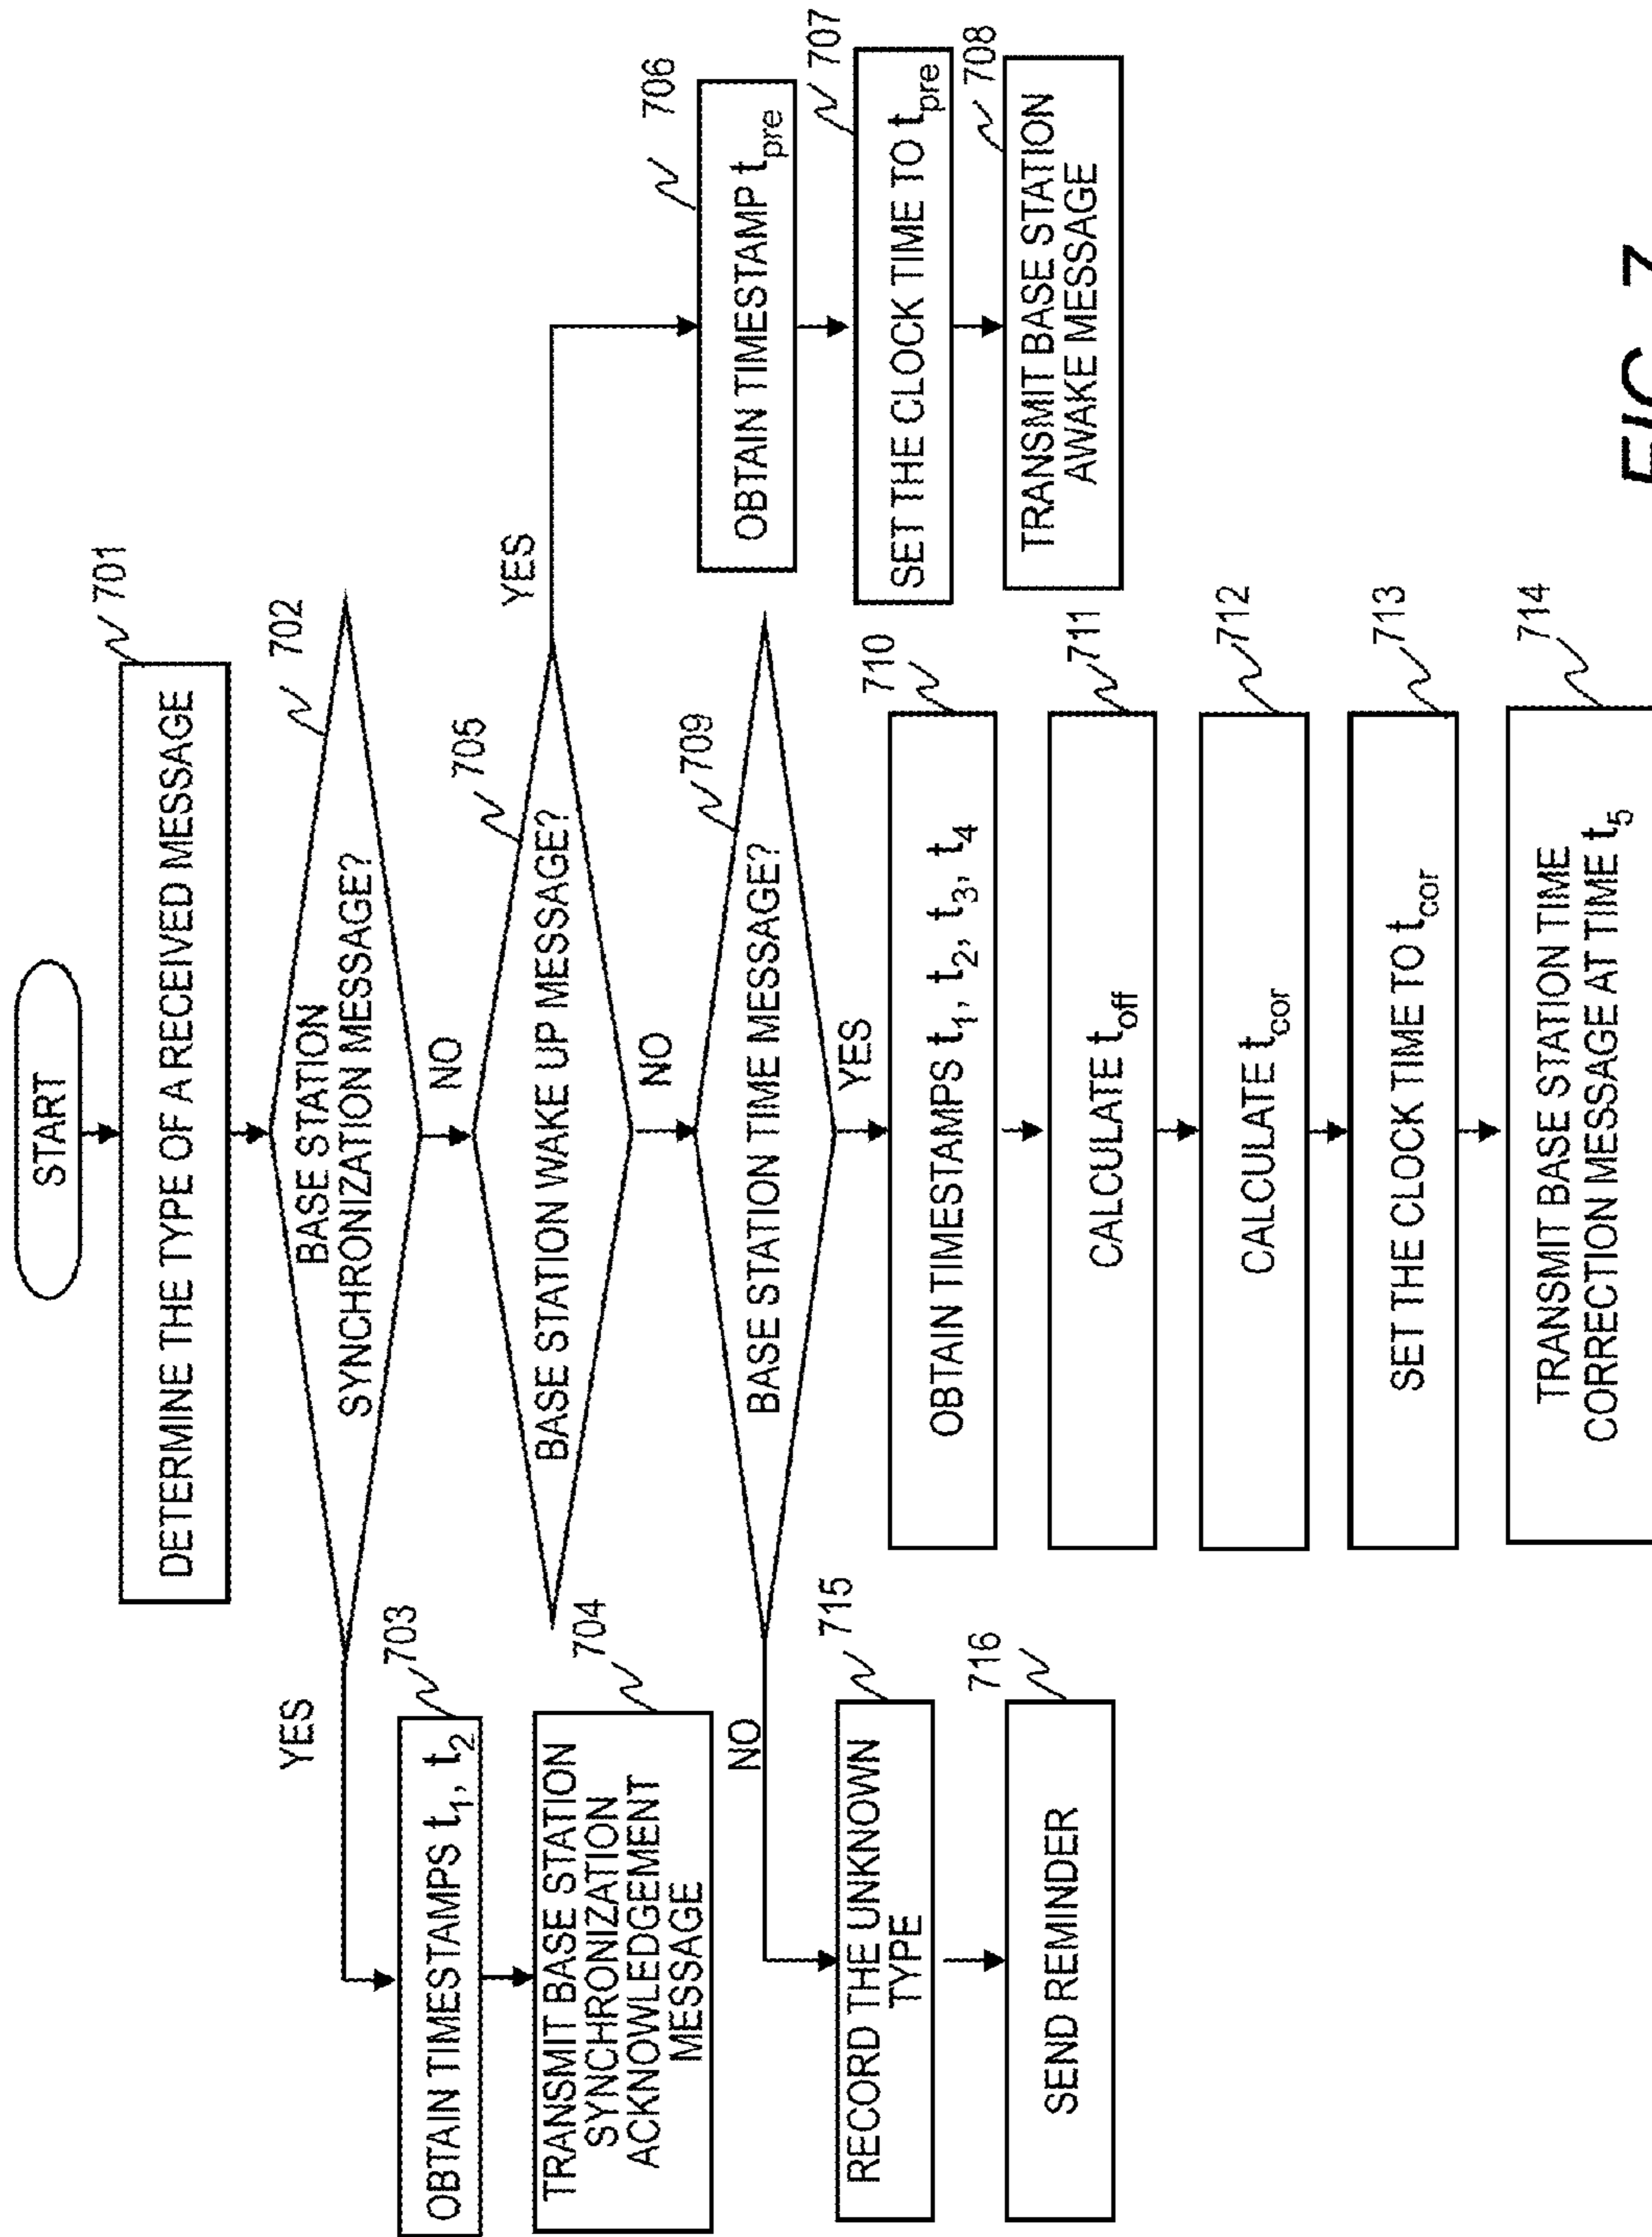 START
DETERMINE THE TYPE OF A RECEIVED MESSAGE
701
BASE STATION
SYNCHRONIZATION MESSAGE?
702
YES
NO
OBTAIN TIMESTAMPS t1, t2
703
TRANSMIT BASE STATION
SYNCHRONIZATION
ACKNOWLEDGEMENT
MESSAGE
704
BASE STATION WAKE UP MESSAGE?
705
YES
NO
OBTAIN TIMESTAMP tpre
706
SET THE CLOCK TIME TO tpre
707
TRANSMIT BASE STATION
AWAKE MESSAGE
708
BASE STATION TIME MESSAGE?
709
YES
NO
OBTAIN TIMESTAMPS t1, t2, t3, t4
710
CALCULATE toff
711
CALCULATE tcor
712
SET THE CLOCK TIME TO tcor
713
TRANSMIT BASE STATION TIME
CORRECTION MESSAGE AT TIME t5
714
RECORD THE UNKNOWN
TYPE
715
SEND REMINDER
716
FIG. 7